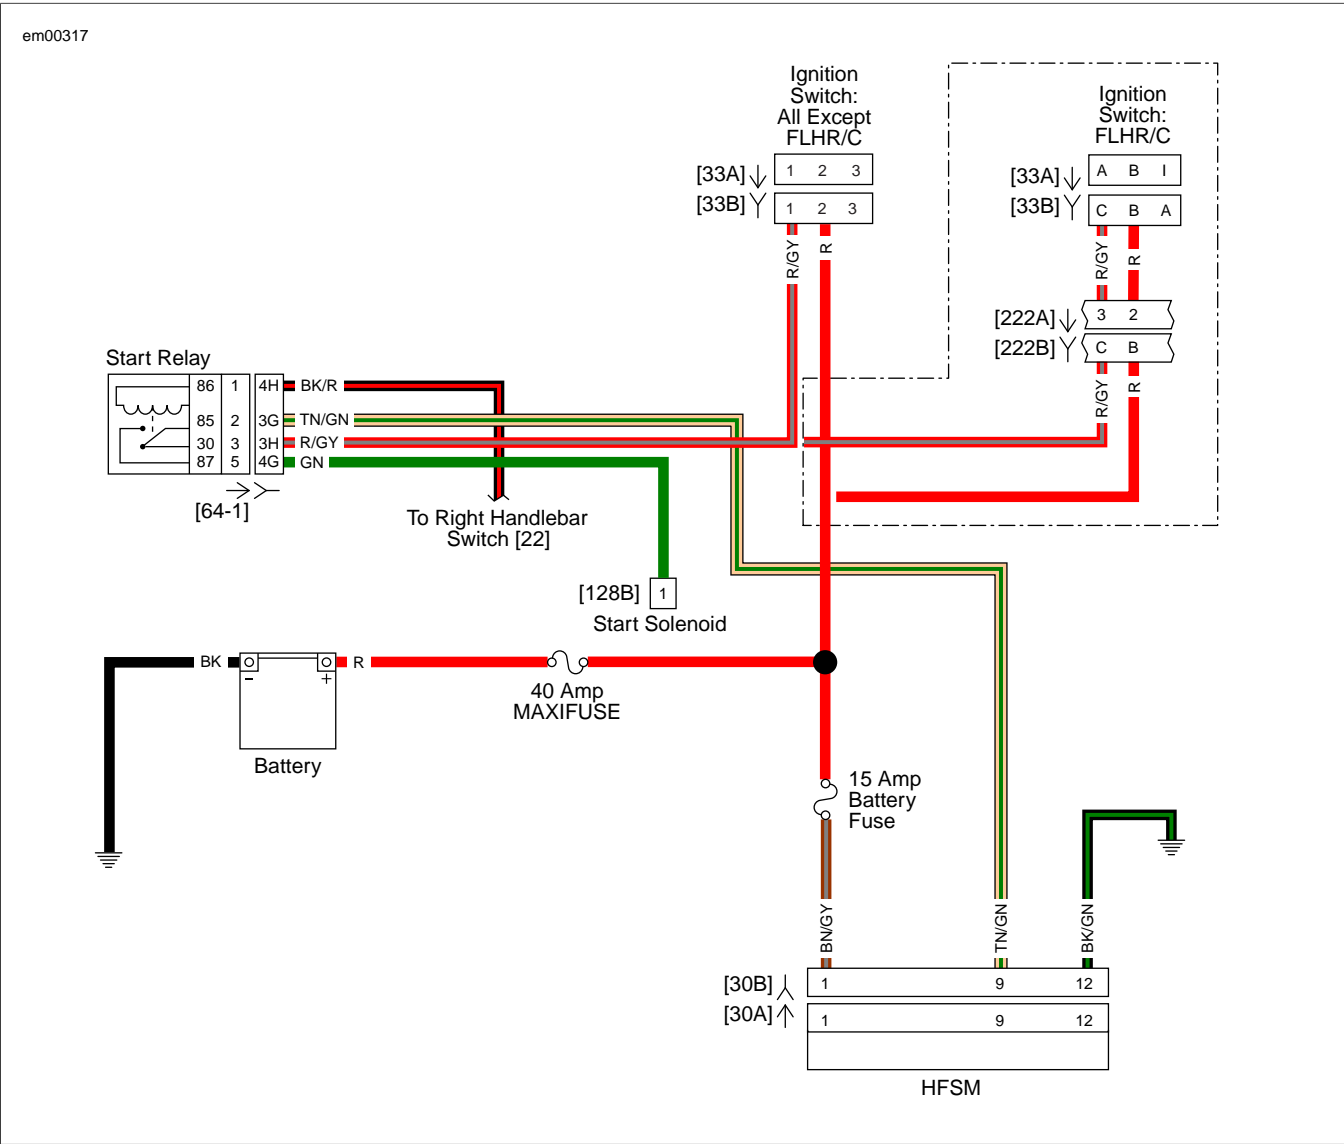 em00317
Ignition
Switch:
All Except
FLHR/C
Ignition
Switch:
FLHR/C
[33A]
1 2 3
[33B]
1 2 3
[33A]
A B I
[33B]
C B A
R/GY
R
R/GY
R
[222A]
3 2
[222B]
C B
R/GY
R
Start Relay
86 1 4H BK/R
85 2 3G TN/GN
30 3 3H R/GY
87 5 4G GN
[64-1]
To Right Handlebar
Switch [22]
[128B] 1
Start Solenoid
BK
R
- +
40 Amp
MAXIFUSE
Battery
15 Amp
Battery
Fuse
BN/GY
TN/GN
BK/GN
[30B] 1 9 12
[30A] 1 9 12
HFSM